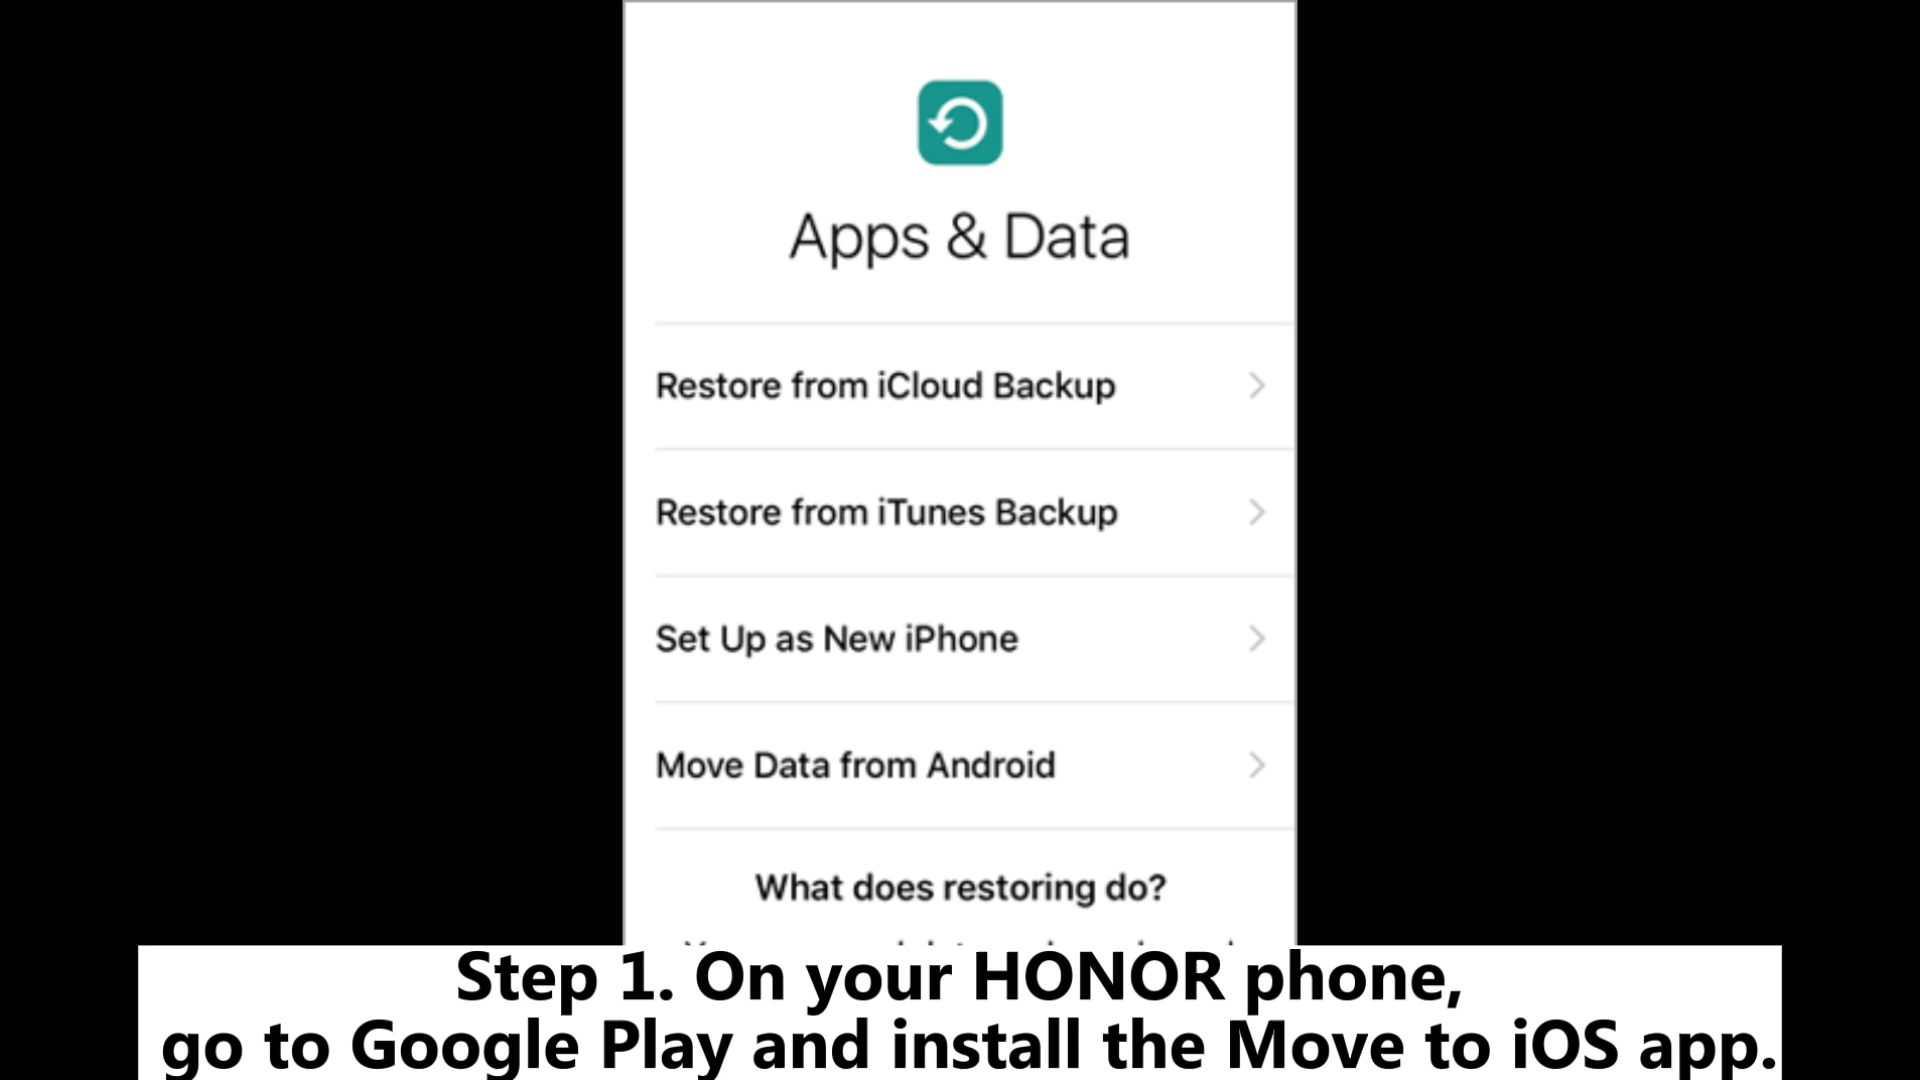 Apps & Data
Restore from iCloud Backup
Restore from iTunes Backup
Set Up as New iPhone
Move Data from Android
What does restoring do?
Step 1. On your HONOR phone,
go to Google Play and install the Move to iOS app.